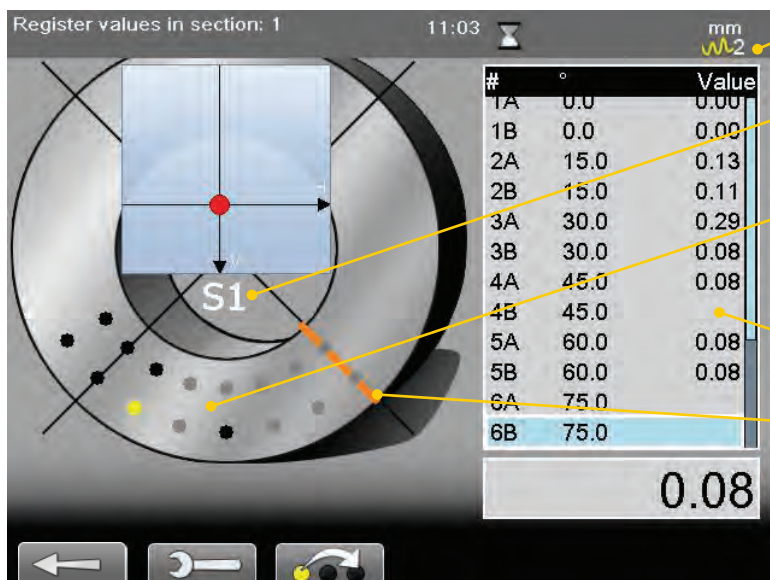 Register values in section: 1 11:03 mm
2
# ° Value
1A 0.0 0.00
1B 0.0 0.00
2A 15.0 0.13
2B 15.0 0.11
3A 30.0 0.29
3B 30.0 0.08
4A 45.0 0.08
4B 45.0
5A 60.0 0.08
5B 60.0 0.08
6A 75.0
6B 75.0
S1
0.08